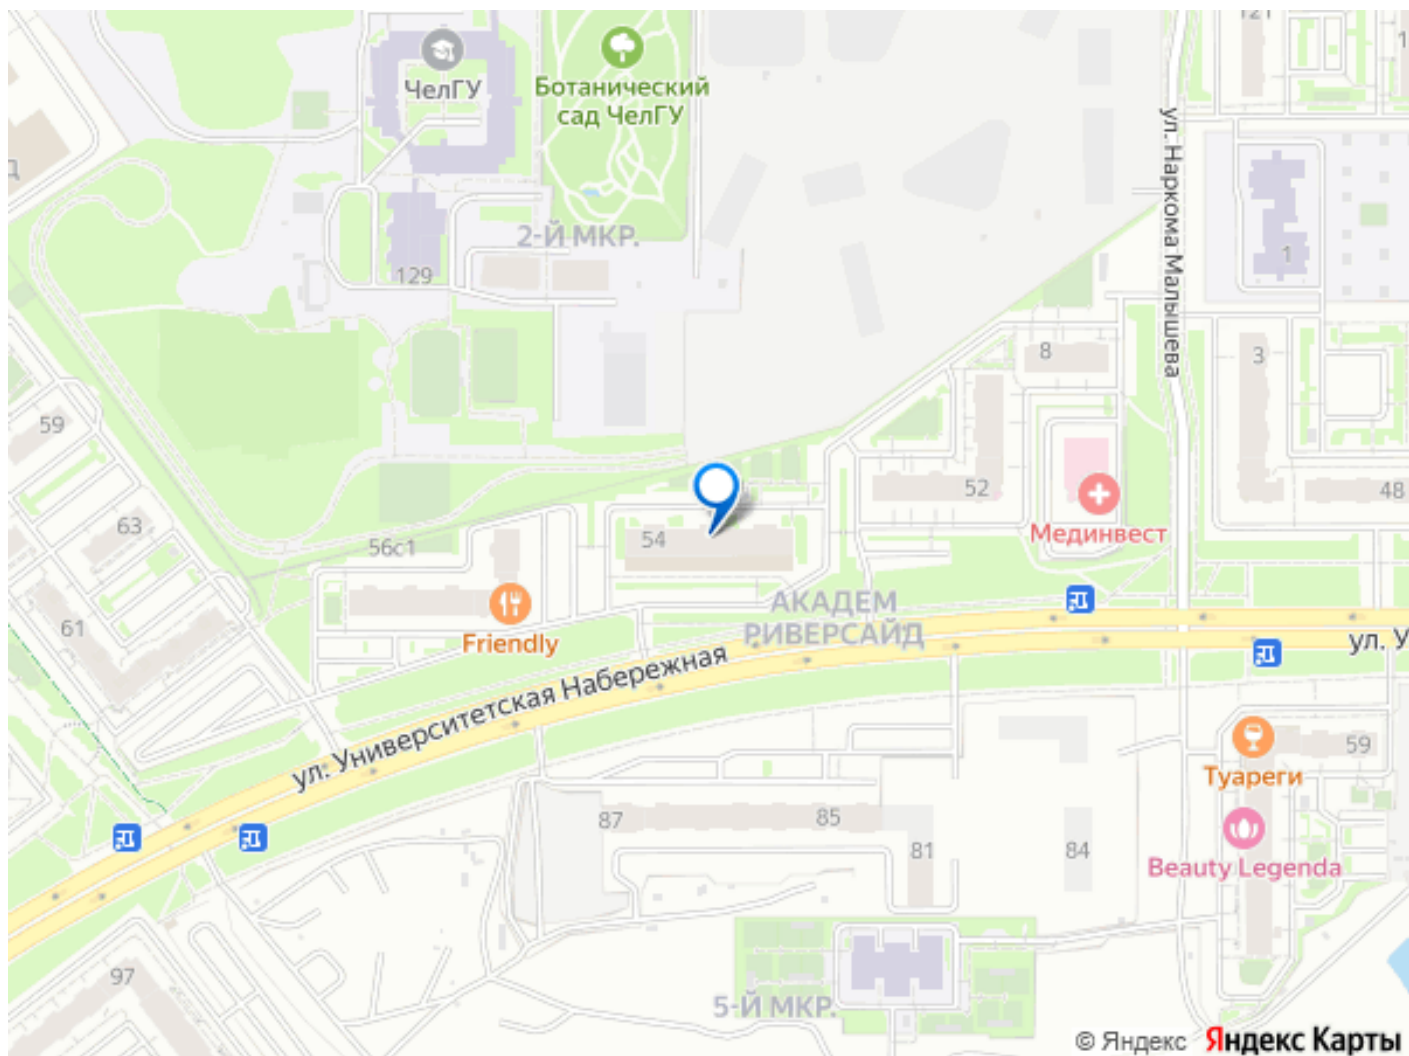 121
ЧелГУ
Ботанический
сад ЧелГУ
ул. Наркома Малышева
2-Й МКР.
129
1
8
3
59
52
48
63
Мединвест
54
56с1
АКАДЕМ
РИВЕРСАЙД
61
Friendly
ул. Университетская Набережная
ул. У
59
Туареги
87
85
81
84
Beauty Legenda
97
5-Й МКР.
© Яндекс Яндекс Карты